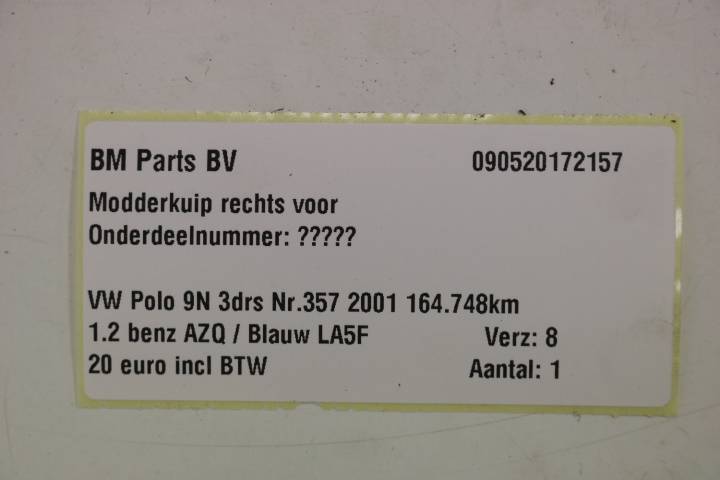 BM Parts BV 090520172157
Modderkuip rechts voor
Onderdeelnummer: ?????
VW Polo 9N 3drs Nr.357 2001 164.748km
1.2 benz AZQ / Blauw LA5F Verz: 8
20 euro incl BTW Aantal: 1